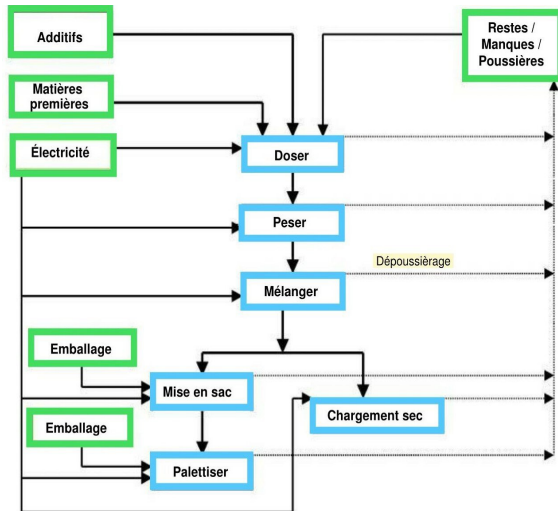 Additifs
Restes /
Manques /
Poussières
Matières
premières
Électricité
Doser
Peser
Dépoussièrage
Mélanger
Emballage
Mise en sac
Chargement sec
Emballage
Palettiser